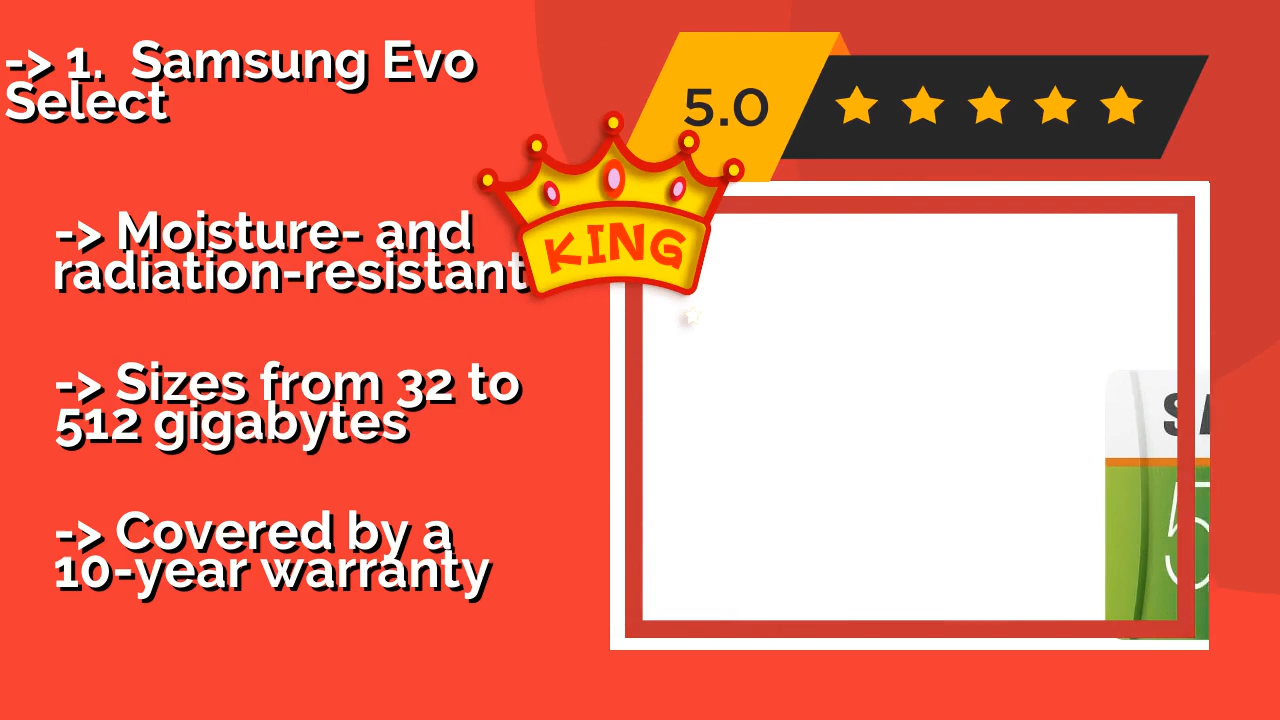 -> 1.  Samsung Evo
Select
5.0
KING
-> Moisture- and
radiation-resistant
-> Sizes from 32 to
512 gigabytes
-> Covered by a
10-year warranty